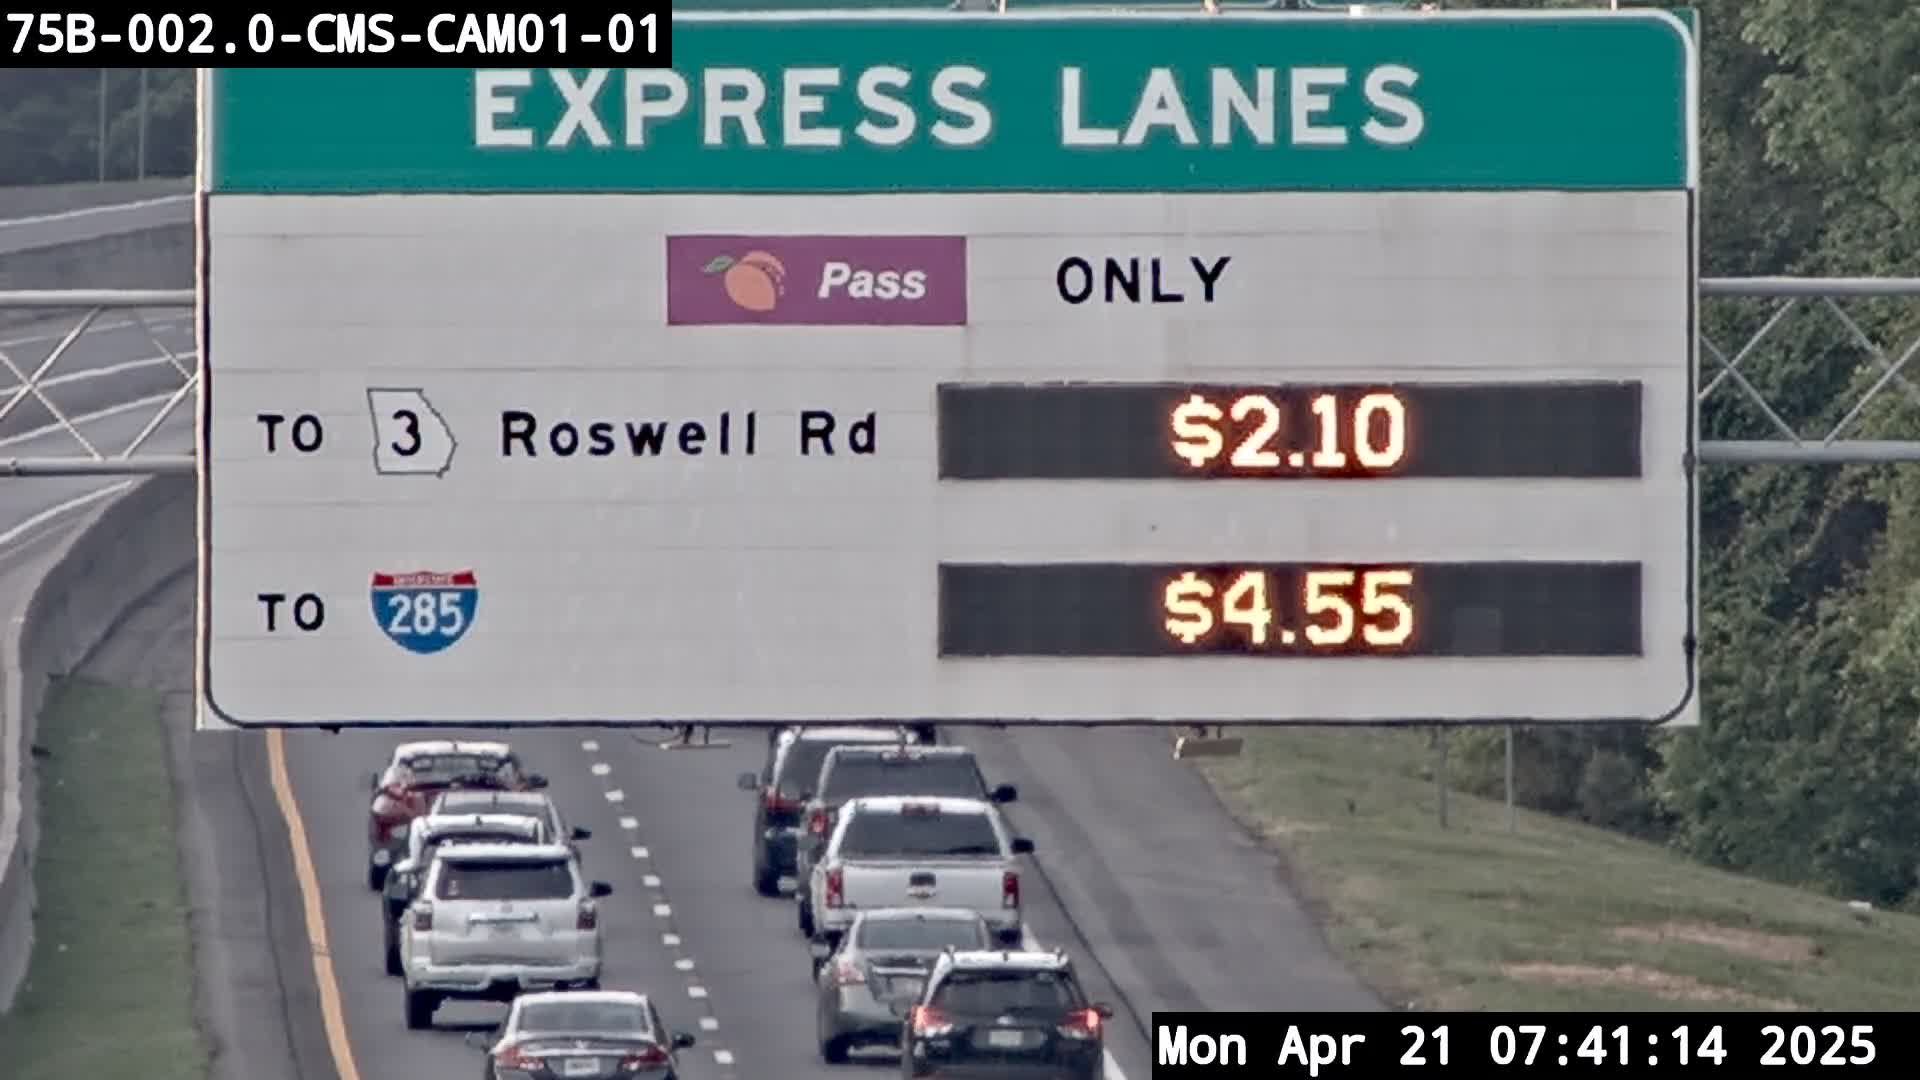 75B-002.0-CMS-CAM01-01
EXPRESS LANES
Pass ONLY
TO 3 Roswell Rd $2.10
TO INTERSTATE 285 $4.55
Mon Apr 21 07:41:14 2025